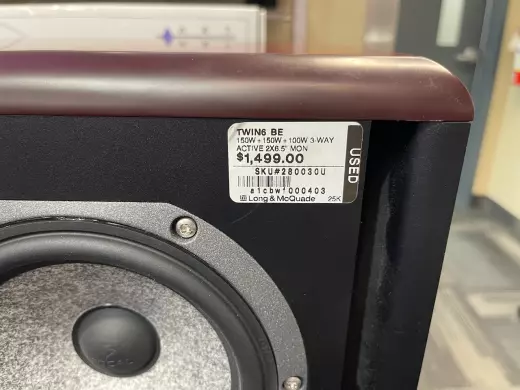 TWIN6 BE
150W+150W+100W 3-WAY
ACTIVE 2X6.5" MON
$1,499.00
SKU#280030U
a1cbwf000403
Long & McQuade 25K
USED